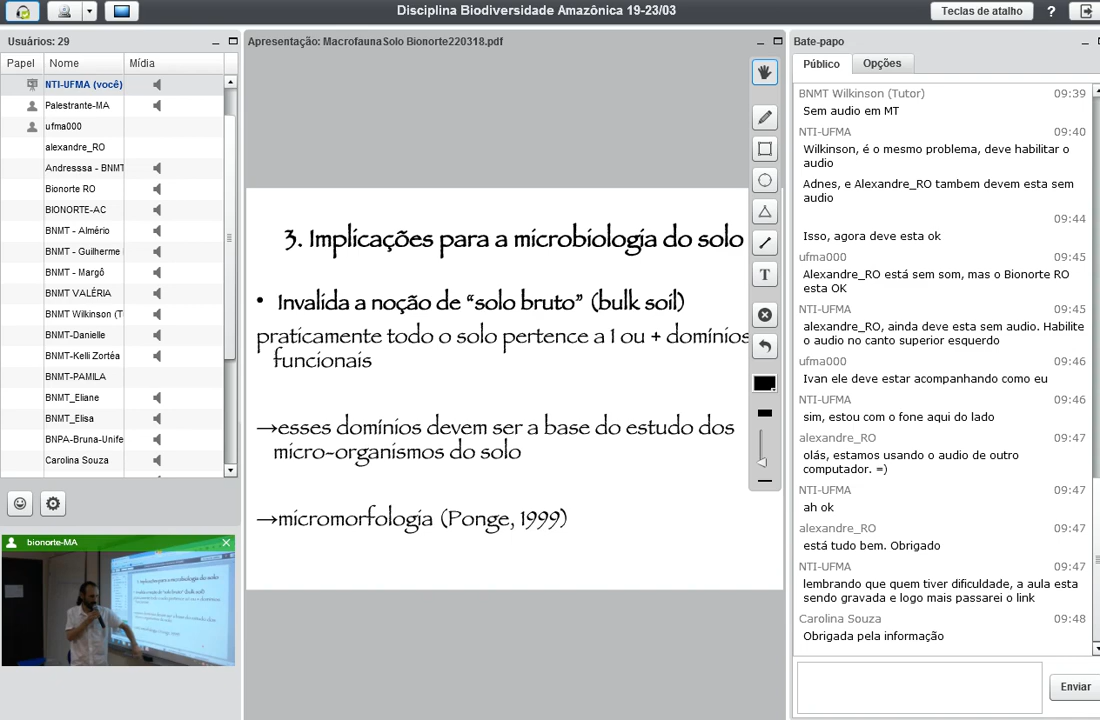 Disciplina Biodiversidade Amazônica 19-23/03
Teclas de atalho
?
Usuários: 29
Papel Nome Mídia
NTI-UFMA (você)
Palestrante-MA
ufma000
alexandre_RO
Andresssa - BNMT
Bionorte RO
BIONORTE-AC
BNMT - Almério
BNMT - Guilherme
BNMT - Margô
BNMT VALÉRIA
BNMT Wilkinson (T
BNMT-Danielle
BNMT-Kelli Zortéa
BNMT-PAMILA
BNMT_Eliane
BNMT_Elisa
BNPA-Bruna-Unife
Carolina Souza
bionorte-MA
Apresentação: MacrofaunaSolo Bionorte220318.pdf
3. Implicações para a microbiologia do solo
• Invalida a noção de “solo bruto” (bulk soil)
praticamente todo o solo pertence a 1 ou + domínios
funcionais
→esses domínios devem ser a base do estudo dos
micro-organismos do solo
→micromorfologia (Ponge, 1999)
T
Bate-papo
Público Opções
BNMT Wilkinson (Tutor) 09:39
Sem audio em MT
NTI-UFMA 09:40
Wilkinson, é o mesmo problema, deve habilitar o
audio
Adnes, e Alexandre_RO tambem devem esta sem
audio
09:44
Isso, agora deve esta ok
ufma000 09:45
Alexandre_RO está sem som, mas o Bionorte RO
esta OK
NTI-UFMA 09:45
alexandre_RO, ainda deve esta sem audio. Habilite
o audio no canto superior esquerdo
ufma000 09:46
Ivan ele deve estar acompanhando como eu
NTI-UFMA 09:46
sim, estou com o fone aqui do lado
alexandre_RO 09:47
olás, estamos usando o audio de outro
computador. =)
NTI-UFMA 09:47
ah ok
alexandre_RO 09:47
está tudo bem. Obrigado
NTI-UFMA 09:47
lembrando que quem tiver dificuldade, a aula esta
sendo gravada e logo mais passarei o link
Carolina Souza 09:48
Obrigada pela informação
Enviar